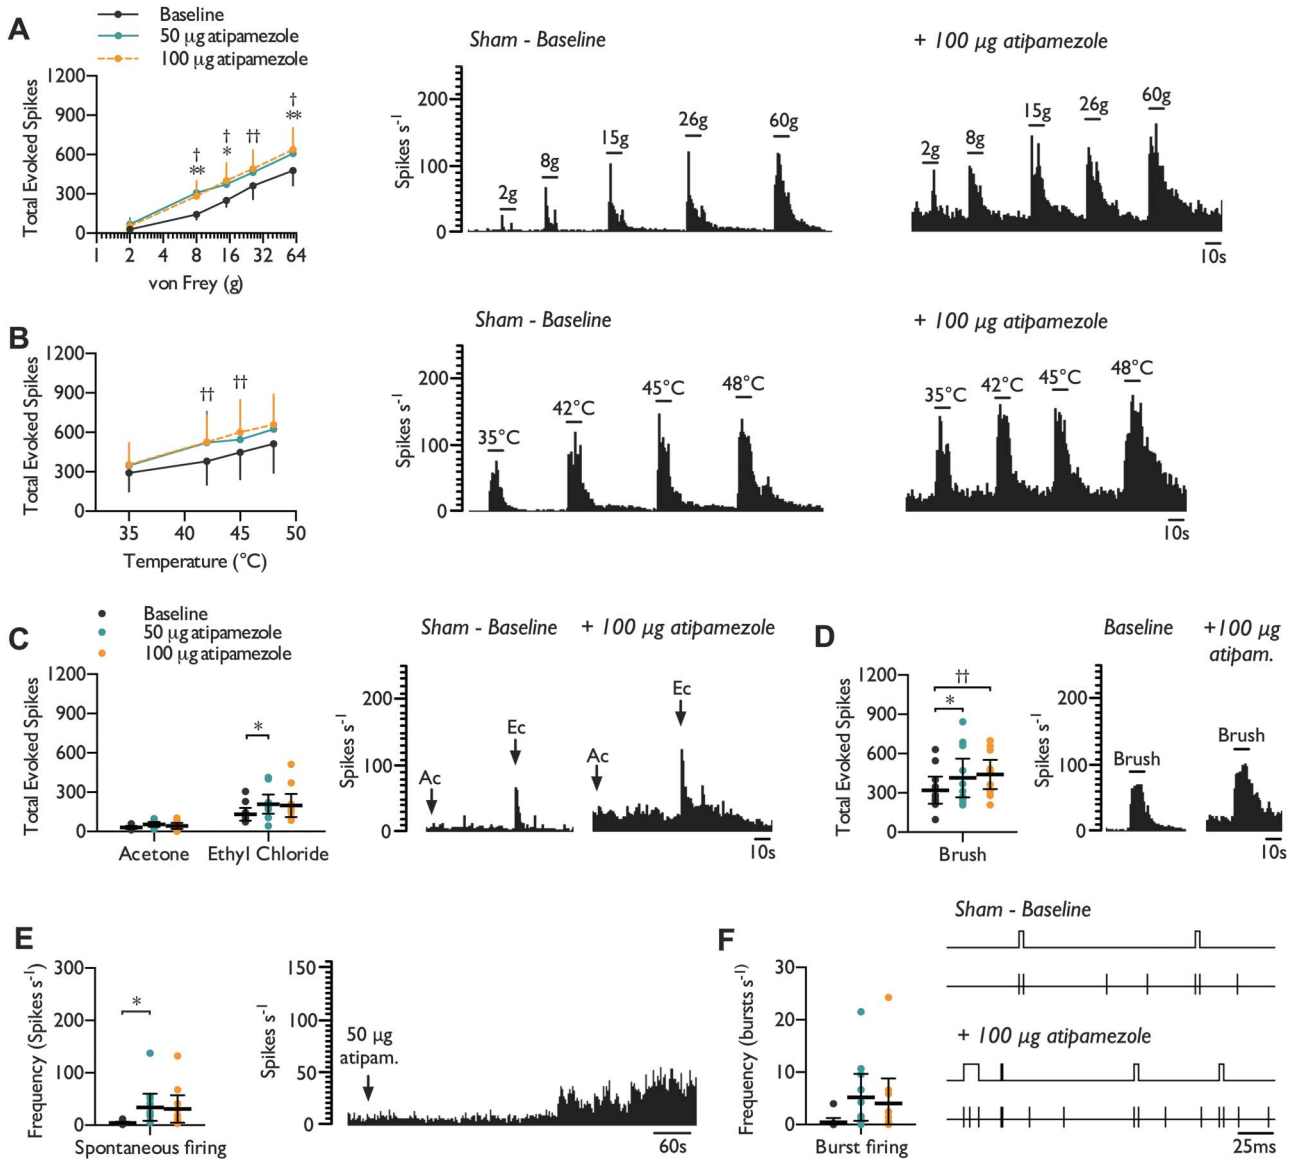 A
Baseline
50 µg atipamezole
100 µg atipamezole
Total Evoked Spikes
1200
900
600
300
0
†
**
†
*
††
†
**
1 2 4 8 16 32 64
von Frey (g)
Sham - Baseline
+ 100 µg atipamezole
Spikes s-1
200
100
0
2g
8g
15g
26g
60g
2g
8g
15g
26g
60g
10s
B
Total Evoked Spikes
1200
900
600
300
0
††
††
35 40 45 50
Temperature (°C)
Sham - Baseline
+ 100 µg atipamezole
Spikes s-1
200
100
0
35°C
42°C
45°C
48°C
35°C
42°C
45°C
48°C
10s
C
Baseline
50 µg atipamezole
100 µg atipamezole
Total Evoked Spikes
1200
900
600
300
0
*
Acetone Ethyl Chloride
Sham - Baseline
+ 100 µg atipamezole
Spikes s-1
200
100
0
Ac
Ec
Ac
Ec
10s
D
Total Evoked Spikes
1200
900
600
300
0
††
*
Brush
Baseline
+100 µg
atipam.
Spikes s-1
200
100
0
Brush
Brush
10s
E
Frequency (Spikes s-1)
300
200
100
0
*
Spontaneous firing
Spikes s-1
150
100
50
0
50 µg
atipam.
60s
F
Frequency (bursts s-1)
30
20
10
0
Burst firing
Sham - Baseline
+ 100 µg atipamezole
25ms